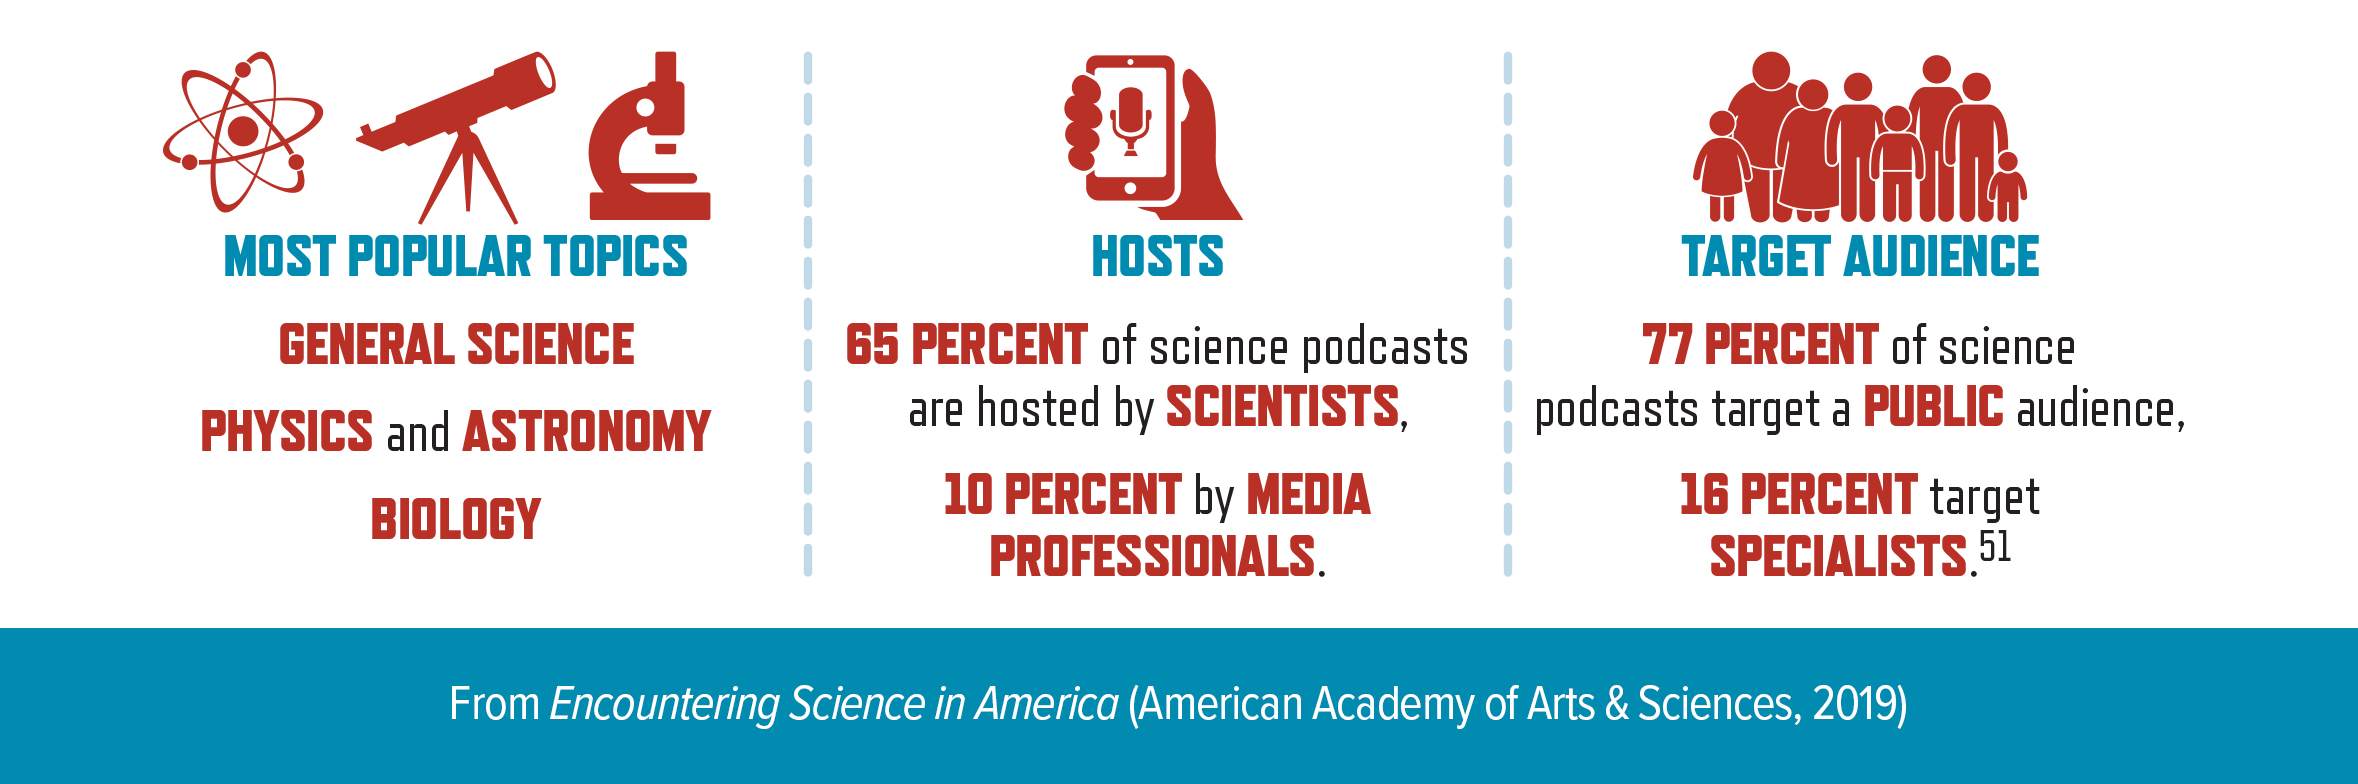 MOST POPULAR TOPICS
GENERAL SCIENCE
PHYSICS and ASTRONOMY
BIOLOGY
HOSTS
65 PERCENT of science podcasts
are hosted by SCIENTISTS,
10 PERCENT by MEDIA
PROFESSIONALS.
TARGET AUDIENCE
77 PERCENT of science
podcasts target a PUBLIC audience,
16 PERCENT target
SPECIALISTS.51
From Encountering Science in America (American Academy of Arts & Sciences, 2019)